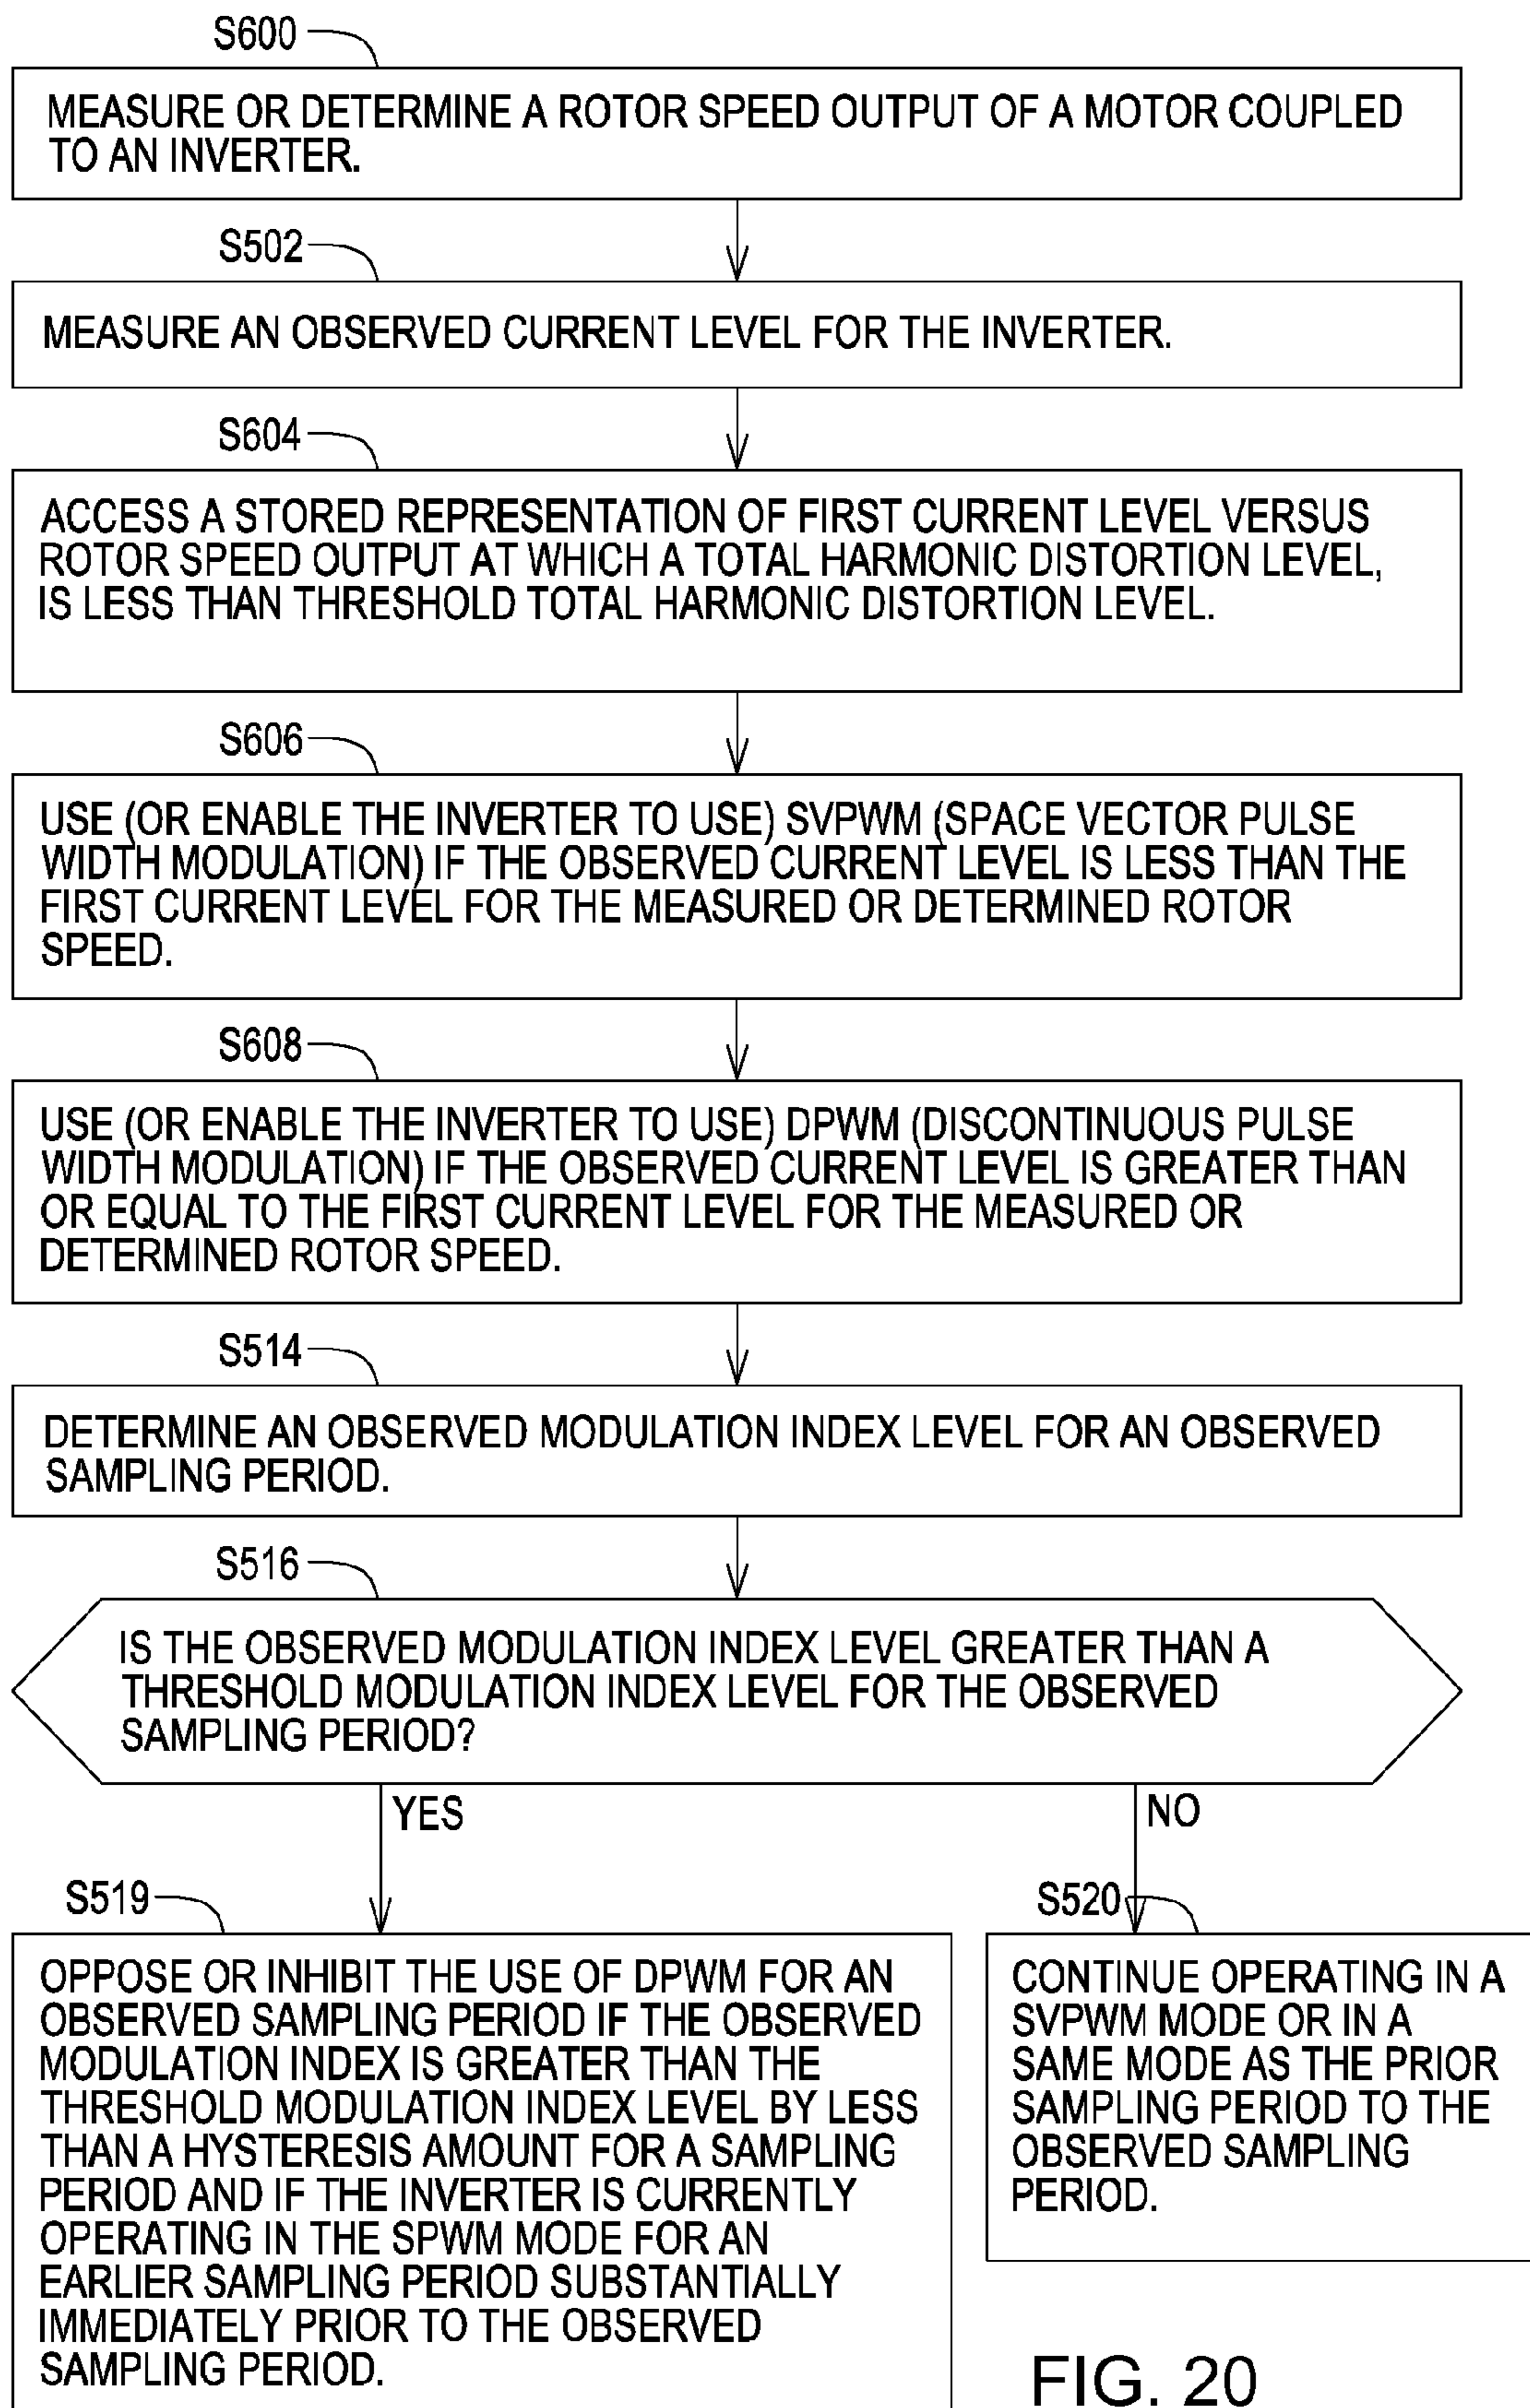 S600
MEASURE OR DETERMINE A ROTOR SPEED OUTPUT OF A MOTOR COUPLED
TO AN INVERTER.
S502
MEASURE AN OBSERVED CURRENT LEVEL FOR THE INVERTER.
S604
ACCESS A STORED REPRESENTATION OF FIRST CURRENT LEVEL VERSUS
ROTOR SPEED OUTPUT AT WHICH A TOTAL HARMONIC DISTORTION LEVEL,
IS LESS THAN THRESHOLD TOTAL HARMONIC DISTORTION LEVEL.
S606
USE (OR ENABLE THE INVERTER TO USE) SVPWM (SPACE VECTOR PULSE
WIDTH MODULATION) IF THE OBSERVED CURRENT LEVEL IS LESS THAN THE
FIRST CURRENT LEVEL FOR THE MEASURED OR DETERMINED ROTOR
SPEED.
S608
USE (OR ENABLE THE INVERTER TO USE) DPWM (DISCONTINUOUS PULSE
WIDTH MODULATION) IF THE OBSERVED CURRENT LEVEL IS GREATER THAN
OR EQUAL TO THE FIRST CURRENT LEVEL FOR THE MEASURED OR
DETERMINED ROTOR SPEED.
S514
DETERMINE AN OBSERVED MODULATION INDEX LEVEL FOR AN OBSERVED
SAMPLING PERIOD.
S516
IS THE OBSERVED MODULATION INDEX LEVEL GREATER THAN A
THRESHOLD MODULATION INDEX LEVEL FOR THE OBSERVED
SAMPLING PERIOD?
YES
NO
S519
OPPOSE OR INHIBIT THE USE OF DPWM FOR AN
OBSERVED SAMPLING PERIOD IF THE OBSERVED
MODULATION INDEX IS GREATER THAN THE
THRESHOLD MODULATION INDEX LEVEL BY LESS
THAN A HYSTERESIS AMOUNT FOR A SAMPLING
PERIOD AND IF THE INVERTER IS CURRENTLY
OPERATING IN THE SPWM MODE FOR AN
EARLIER SAMPLING PERIOD SUBSTANTIALLY
IMMEDIATELY PRIOR TO THE OBSERVED
SAMPLING PERIOD.
S520
CONTINUE OPERATING IN A
SVPWM MODE OR IN A
SAME MODE AS THE PRIOR
SAMPLING PERIOD TO THE
OBSERVED SAMPLING
PERIOD.
FIG. 20